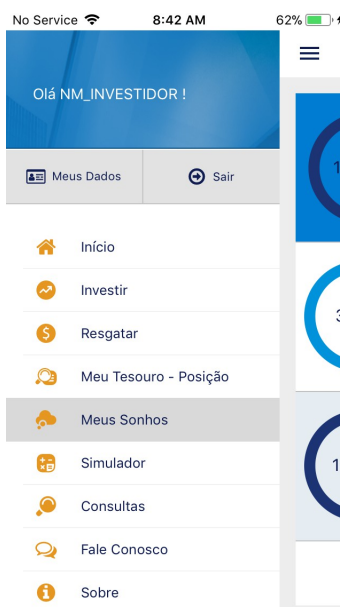 No Service 8:42 AM 62%
Olá NM_INVESTIDOR !
Meus Dados Sair
Início
Investir
Resgatar
Meu Tesouro - Posição
Meus Sonhos
Simulador
Consultas
Fale Conosco
Sobre